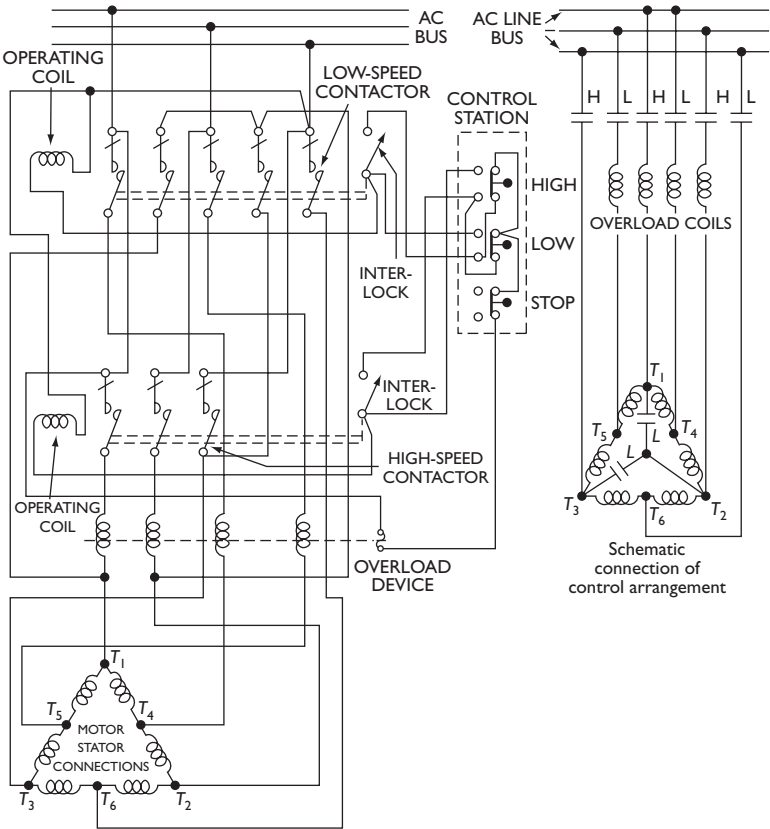 AC
BUS
OPERATING
COIL
LOW-SPEED
CONTACTOR
CONTROL
STATION
HIGH
LOW
STOP
INTER-
LOCK
INTER-
LOCK
HIGH-SPEED
CONTACTOR
OPERATING
COIL
OVERLOAD
DEVICE
T1
T5
T4
MOTOR
STATOR
CONNECTIONS
T3
T6
T2
AC LINE
BUS
H
L
H
L
H
L
OVERLOAD COILS
T1
T5
L
T4
L
T3
T6
T2
Schematic
connection of
control arrangement